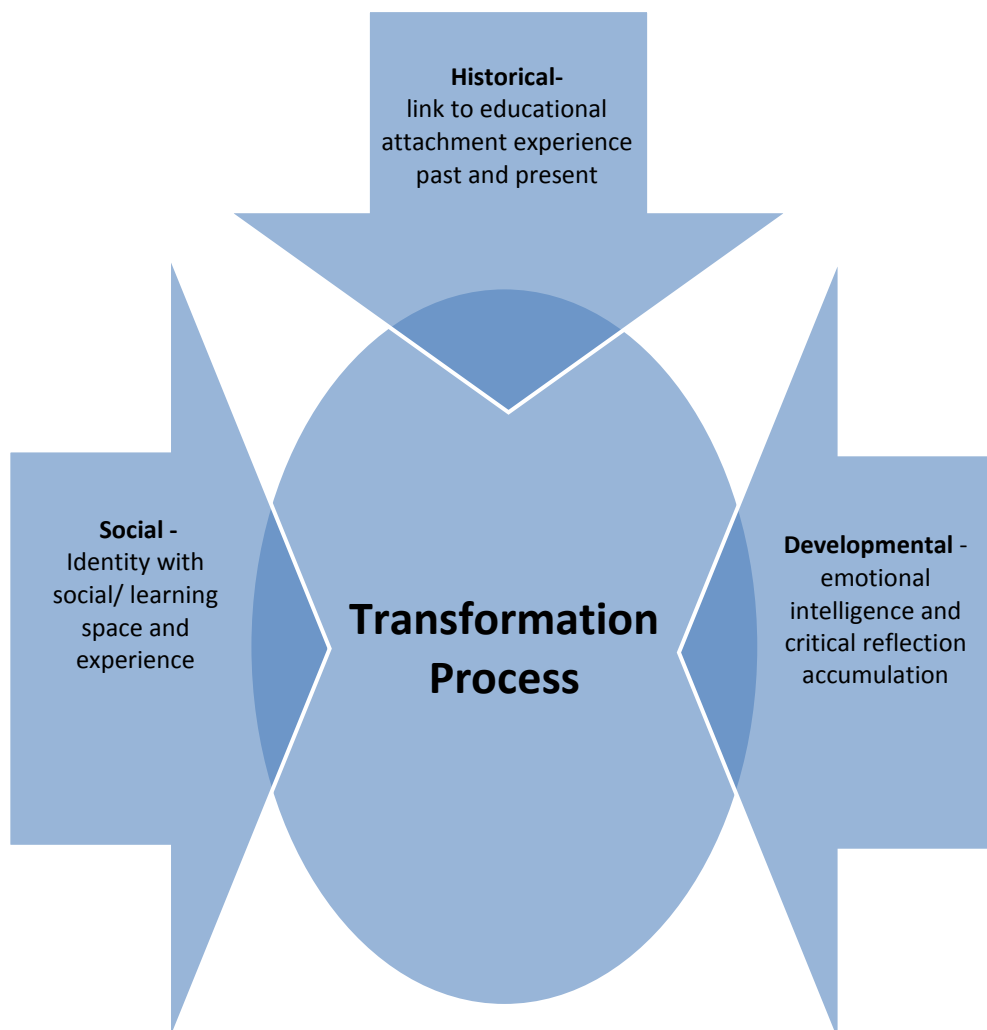 Historical-
link to educational
attachment experience
past and present
Social -
Identity with
social/ learning
space and
experience
Transformation
Process
Developmental -
emotional
intelligence and
critical reflection
accumulation